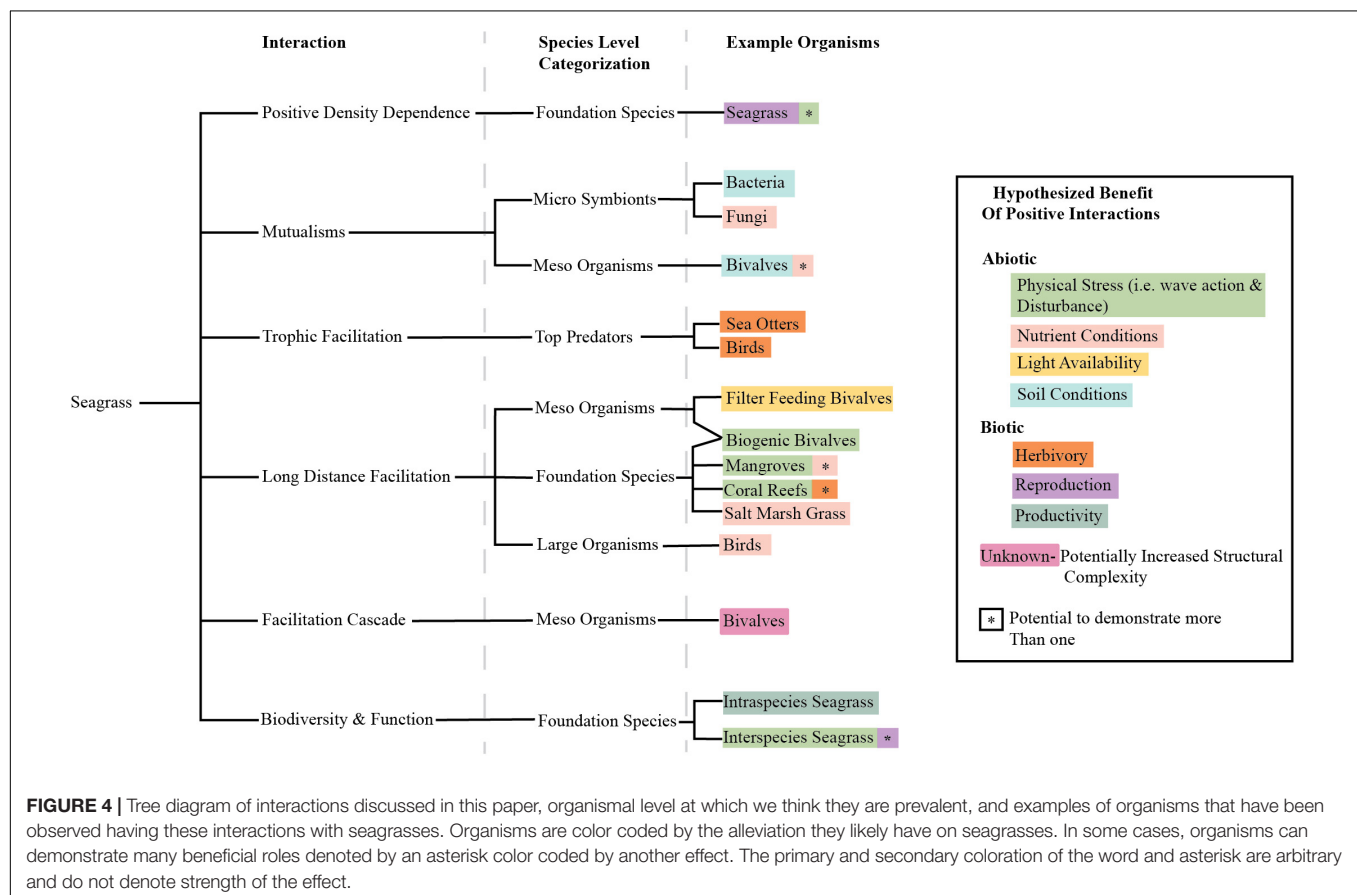 Interaction
Species Level
Categorization
Example Organisms
Positive Density Dependence
Foundation Species
Seagrass *
Mutualisms
Micro Symbionts
Bacteria
Fungi
Meso Organisms
Bivalves *
Trophic Facilitation
Top Predators
Sea Otters
Birds
Seagrass
Long Distance Facilitation
Meso Organisms
Filter Feeding Bivalves
Biogenic Bivalves
Foundation Species
Mangroves *
Coral Reefs *
Salt Marsh Grass
Large Organisms
Birds
Facilitation Cascade
Meso Organisms
Bivalves
Biodiversity & Function
Foundation Species
Intraspecies Seagrass
Interspecies Seagrass *
Hypothesized Benefit
Of Positive Interactions
Abiotic
Physical Stress (i.e. wave action &
Disturbance)
Nutrient Conditions
Light Availability
Soil Conditions
Biotic
Herbivory
Reproduction
Productivity
Unknown- Potentially Increased Structural
Complexity
* Potential to demonstrate more
Than one
FIGURE 4 | Tree diagram of interactions discussed in this paper, organismal level at which we think they are prevalent, and examples of organisms that have been
observed having these interactions with seagrasses. Organisms are color coded by the alleviation they likely have on seagrasses. In some cases, organisms can
demonstrate many beneficial roles denoted by an asterisk color coded by another effect. The primary and secondary coloration of the word and asterisk are arbitrary
and do not denote strength of the effect.